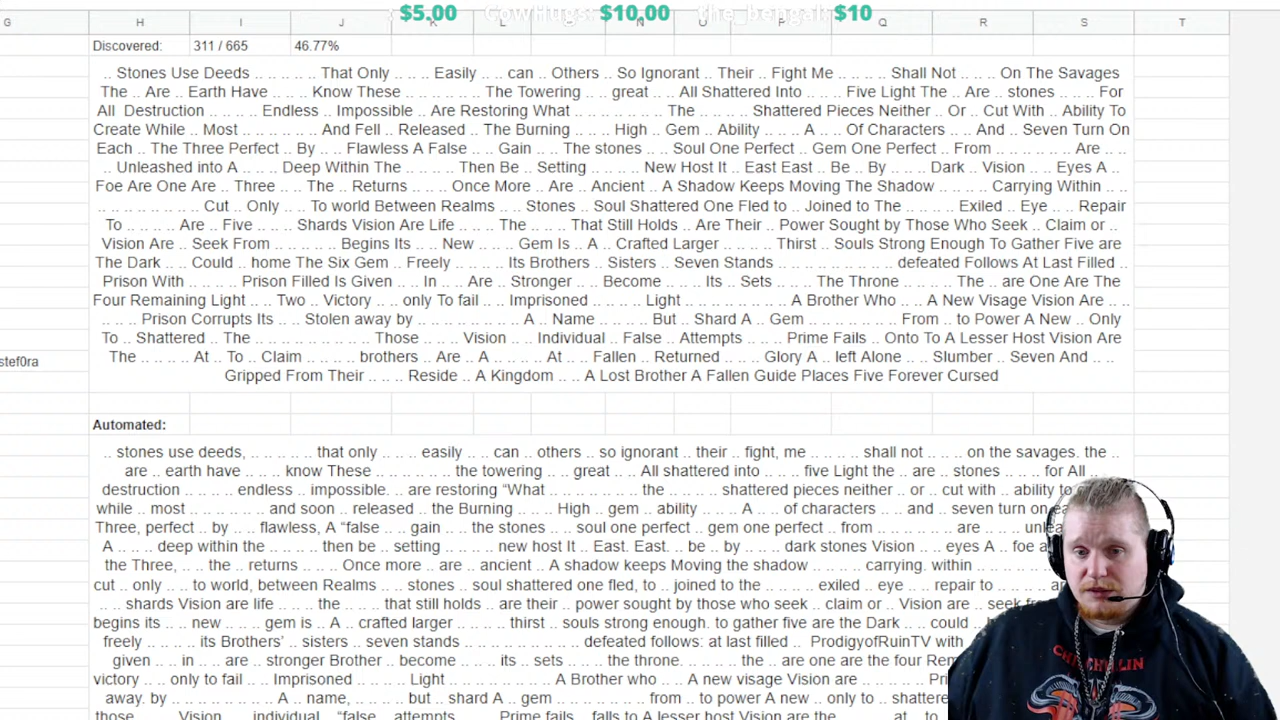 $5.00 CowHugs: $10.00 the_bengal: $10
G H I J K L N Q R S T
Discovered: 311 / 665 46.77%
.. Stones Use Deeds .. .. .. .. That Only .. .. .. Easily .. .. can .. Others .. So Ignorant .. Their .. Fight Me .. .. .. Shall Not .. .. On The Savages
The .. Are .. Earth Have .. .. Know These .. .. .. .. The Towering .. .. great .. All Shattered Into .. .. Five Light The .. Are .. stones .. .. For
All Destruction .. .. .. Endless .. Impossible .. Are Restoring What .. .. .. .. .. The .. .. .. Shattered Pieces Neither .. Or .. Cut With .. Ability To
Create While .. Most .. .. .. .. .. And Fell .. Released .. The Burning .. .. High .. Gem .. Ability .. .. A .. .. Of Characters .. .. And .. Seven Turn On
Each .. The Three Perfect .. By .. .. Flawless A False .. .. Gain .. .. The stones .. .. Soul One Perfect .. Gem One Perfect .. From .. .. .. .. Are ..
.. Unleashed into A .. .. .. Deep Within The .. .. .. Then Be .. Setting .. .. .. .. New Host It .. East East .. Be .. By .. .. Dark .. Vision .. .. Eyes A ..
Foe Are One Are .. Three .. .. The .. Returns .. .. Once More .. Are .. Ancient .. A Shadow Keeps Moving The Shadow .. .. .. Carrying Within .. ..
.. .. .. .. .. .. .. Cut .. Only .. .. To world Between Realms .. .. Stones .. Soul Shattered One Fled to .. Joined to The .. .. .. Exiled .. Eye .. Repair
To .. .. .. Are .. Five .. .. Shards Vision Are Life .. .. The .. .. That Still Holds .. Are Their .. Power Sought by Those Who Seek .. Claim or ..
Vision Are .. Seek From .. .. .. .. Begins Its .. .. New .. .. Gem Is .. A .. Crafted Larger .. .. .. Thirst .. Souls Strong Enough To Gather Five are
The Dark .. .. Could .. home The Six Gem .. Freely .. .. .. Its Brothers .. Sisters .. Seven Stands .. .. .. .. .. .. .. defeated Follows At Last Filled ..
Prison With .. .. .. Prison Filled Is Given .. .. In .. .. Are .. Stronger .. .. Become .. .. .. Its .. Sets .. .. .. The Throne .. .. .. The .. are One Are The
Four Remaining Light .. .. Two .. Victory .. .. only To fail .. .. Imprisoned .. .. Light .. .. .. .. .. .. A Brother Who .. .. A New Visage Vision Are .. ..
.. .. Prison Corrupts Its .. .. Stolen away by .. .. .. .. .. .. .. A .. Name .. .. .. But .. Shard A .. Gem .. .. .. .. .. From .. to Power A New .. Only
To .. Shattered .. The .. .. .. .. .. .. .. Those .. .. Vision .. Individual .. False .. Attempts .. .. Prime Fails .. Onto To A Lesser Host Vision Are
The .. .. .. .. At .. To .. Claim .. .. .. brothers .. Are .. A .. .. .. At .. .. Fallen .. Returned .. .. Glory A .. left Alone .. Slumber .. Seven And .. ..
Gripped From Their .. .. .. Reside .. A Kingdom .. .. A Lost Brother A Fallen Guide Places Five Forever Cursed
stef0ra
Automated:
.. stones use deeds, .. .. .. .. that only .. .. .. easily .. .. can .. others .. so ignorant .. their .. fight, me .. .. .. shall not .. .. on the savages. the ..
are .. earth have .. .. know These .. .. .. .. the towering .. .. great .. All shattered into .. .. five Light the .. are .. stones .. .. for All ..
destruction .. .. .. .. endless .. impossible. .. are restoring “What .. .. .. .. .. the .. .. .. shattered pieces neither .. or .. cut with .. ability to
while .. most .. .. .. .. .. and soon .. released .. the Burning .. .. High .. gem .. ability .. .. A .. .. of characters .. .. and .. seven turn on
Three, perfect .. by .. .. flawless, A “false .. .. gain .. .. the stones .. .. soul one perfect .. gem one perfect .. from .. .. .. .. are ..
A .. .. .. deep within the .. .. .. then be .. setting .. .. .. .. new host It .. East. East. .. be .. by .. .. dark stones Vision .. .. eyes A .. foe
the Three, .. .. the .. returns .. .. Once more .. are .. ancient .. A shadow keeps Moving the shadow .. .. .. carrying. within .. ..
cut .. only .. .. to world, between Realms .. .. stones .. soul shattered one fled, to .. joined to the .. .. .. exiled .. eye .. repair to
.. .. shards Vision are life .. .. the .. .. that still holds .. are their .. power sought by those who seek .. claim or .. Vision are ..
begins its .. .. new .. .. gem is .. A .. crafted larger .. .. .. thirst .. souls strong enough. to gather five are the Dark .. .. could ..
freely .. .. .. its Brothers’ .. sisters .. seven stands .. .. .. .. .. .. .. defeated follows: at last filled .. ProdigyofRuinTV with
given .. .. in .. .. are .. stronger Brother .. become .. .. .. its .. sets .. .. .. the throne. .. .. .. the .. are one are the four
victory .. .. only to fail .. .. Imprisoned .. .. Light .. .. .. .. .. .. A Brother who .. .. A new visage Vision are .. ..
away. by .. .. .. .. .. .. .. A .. name, .. .. .. but .. shard A .. gem .. .. .. .. .. from .. to power A new .. only to
those .. .. Vision .. individual .. “false .. attempts .. .. Prime fails .. falls to A lesser host Vision are the .. .. .. .. at .. to